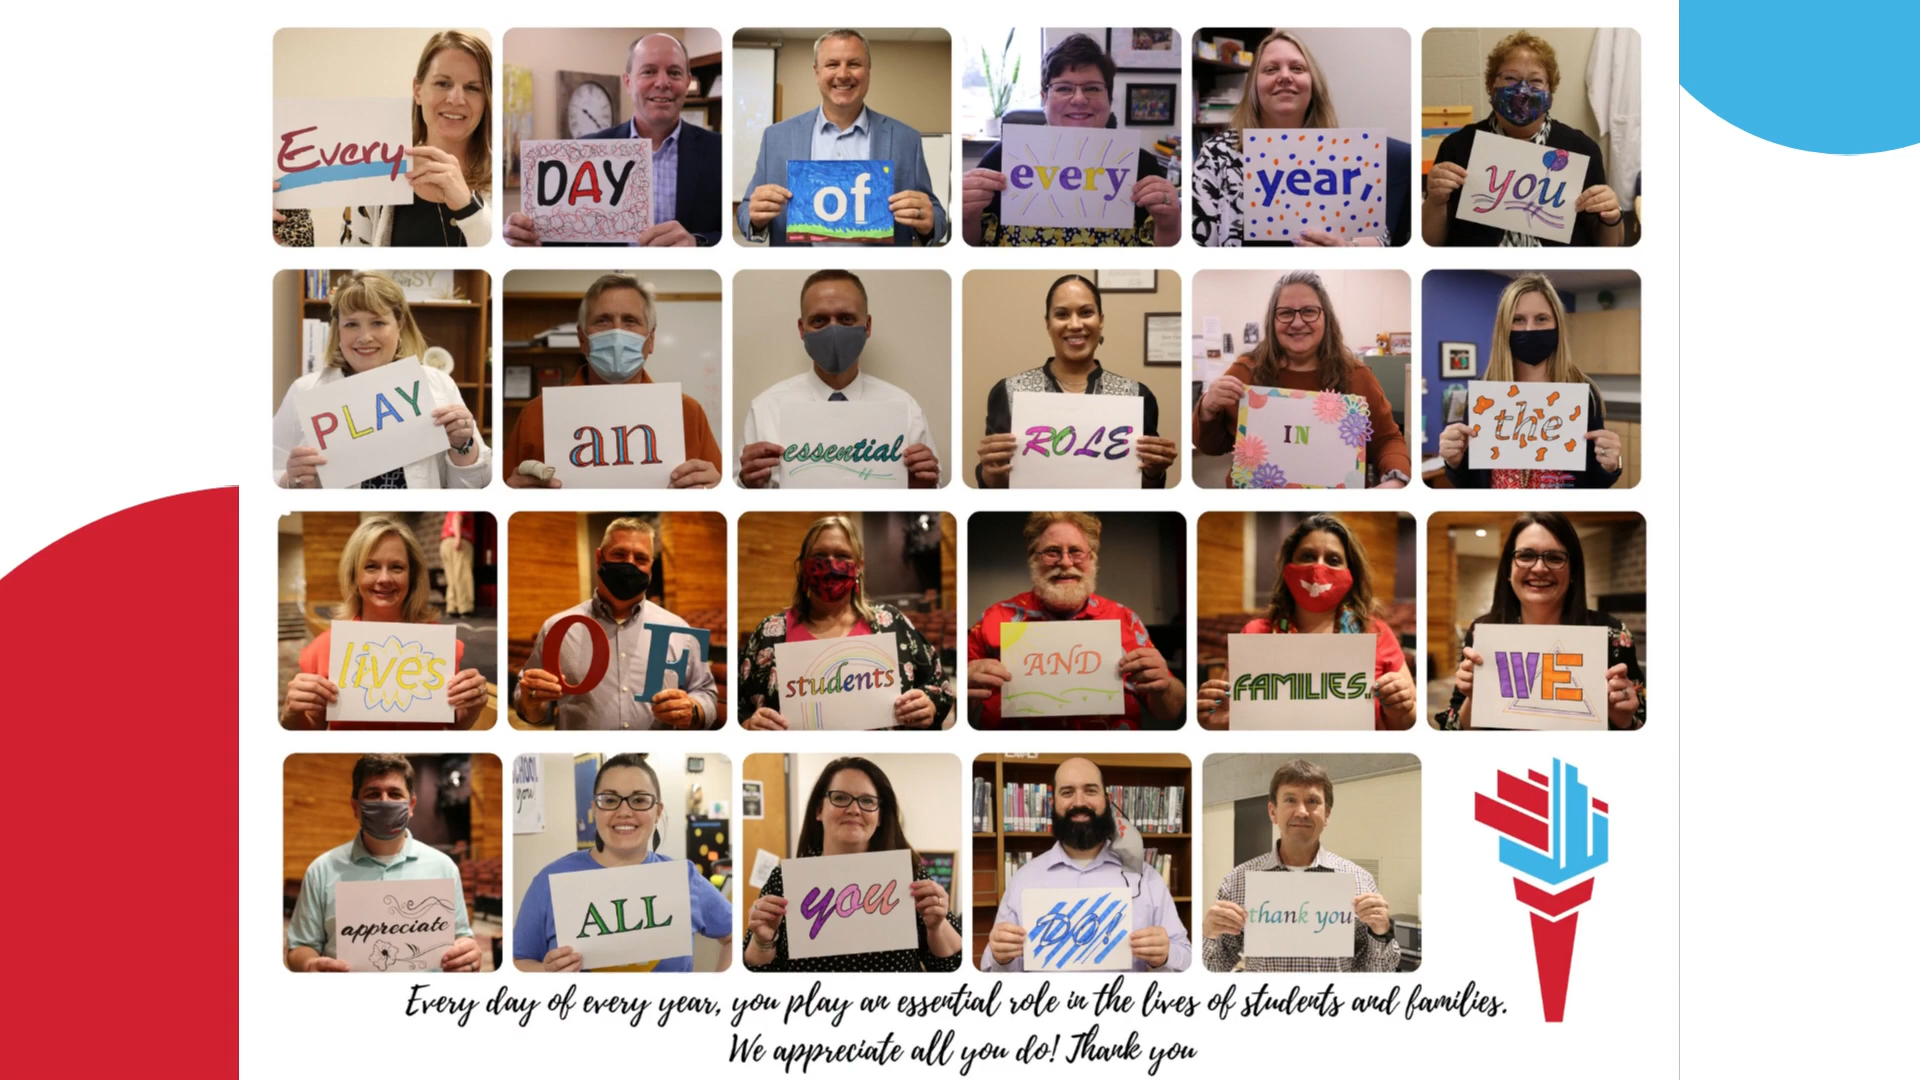 Every
DAY
of
every
year,
you
PLAY
an
essential
ROLE
IN
the
lives
OF
students
AND
FAMILIES.
WE
appreciate
ALL
you
DO!
thank you
Every day of every year, you play an essential role in the lives of students and families.
We appreciate all you do! Thank you